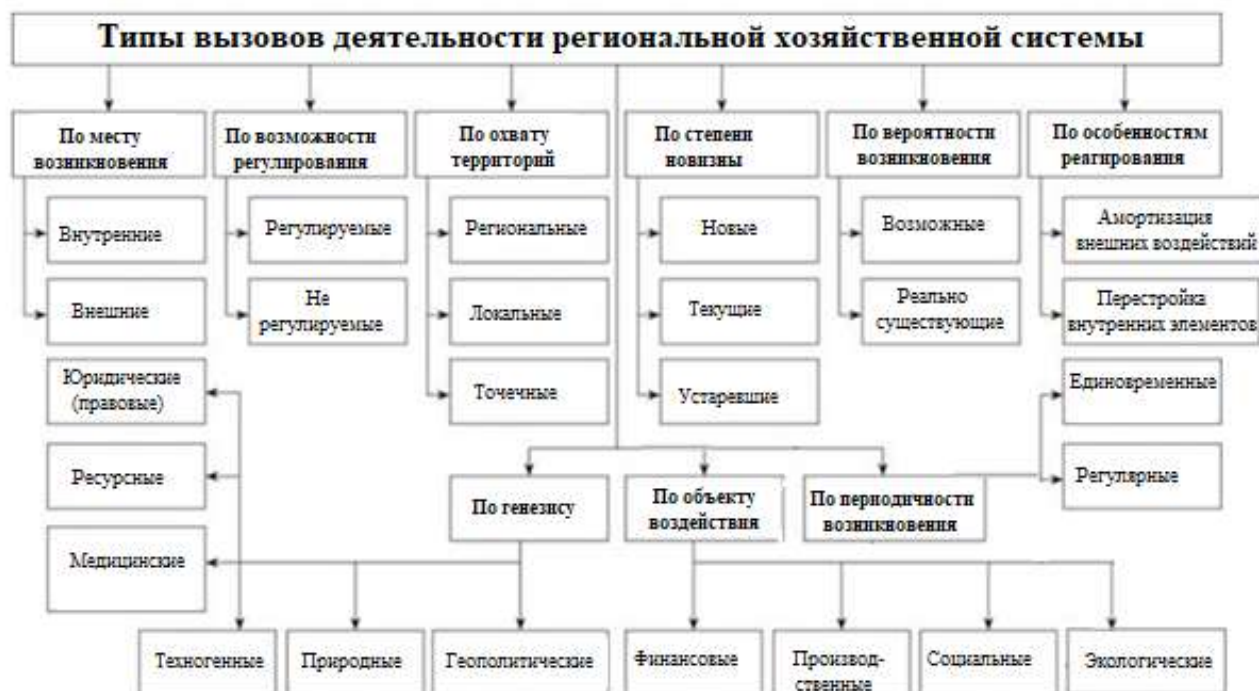 Типы вызовов деятельности региональной хозяйственной системы
По месту
возникновения
По возможности
регулирования
По охвату
территорий
По степени
новизны
По вероятности
возникновения
По особенностям
реагирования
Внутренние
Регулируемые
Региональные
Новые
Возможные
Амортизация
внешних воздействий
Внешние
Не
регулируемые
Локальные
Текущие
Реально
существующие
Перестройка
внутренних элементов
Юридические
(правовые)
Точечные
Устаревшие
Единовременные
Ресурсные
По генезису
По объекту
воздействия
По периодичности
возникновения
Регулярные
Медицинские
Техногенные
Природные
Геополитические
Финансовые
Производ-
ственные
Социальные
Экологические